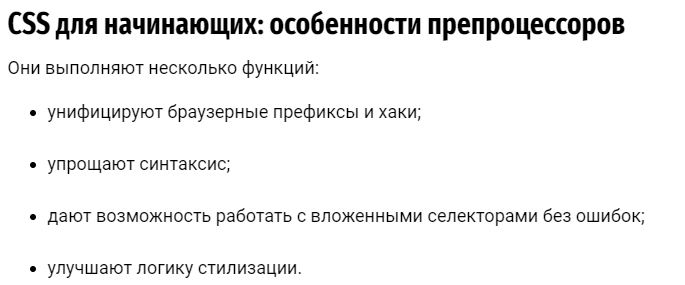 CSS для начинающих: особенности препроцессоров
Они выполняют несколько функций:
• унифицируют браузерные префиксы и хаки;
• упрощают синтаксис;
• дают возможность работать с вложенными селекторами без ошибок;
• улучшают логику стилизации.